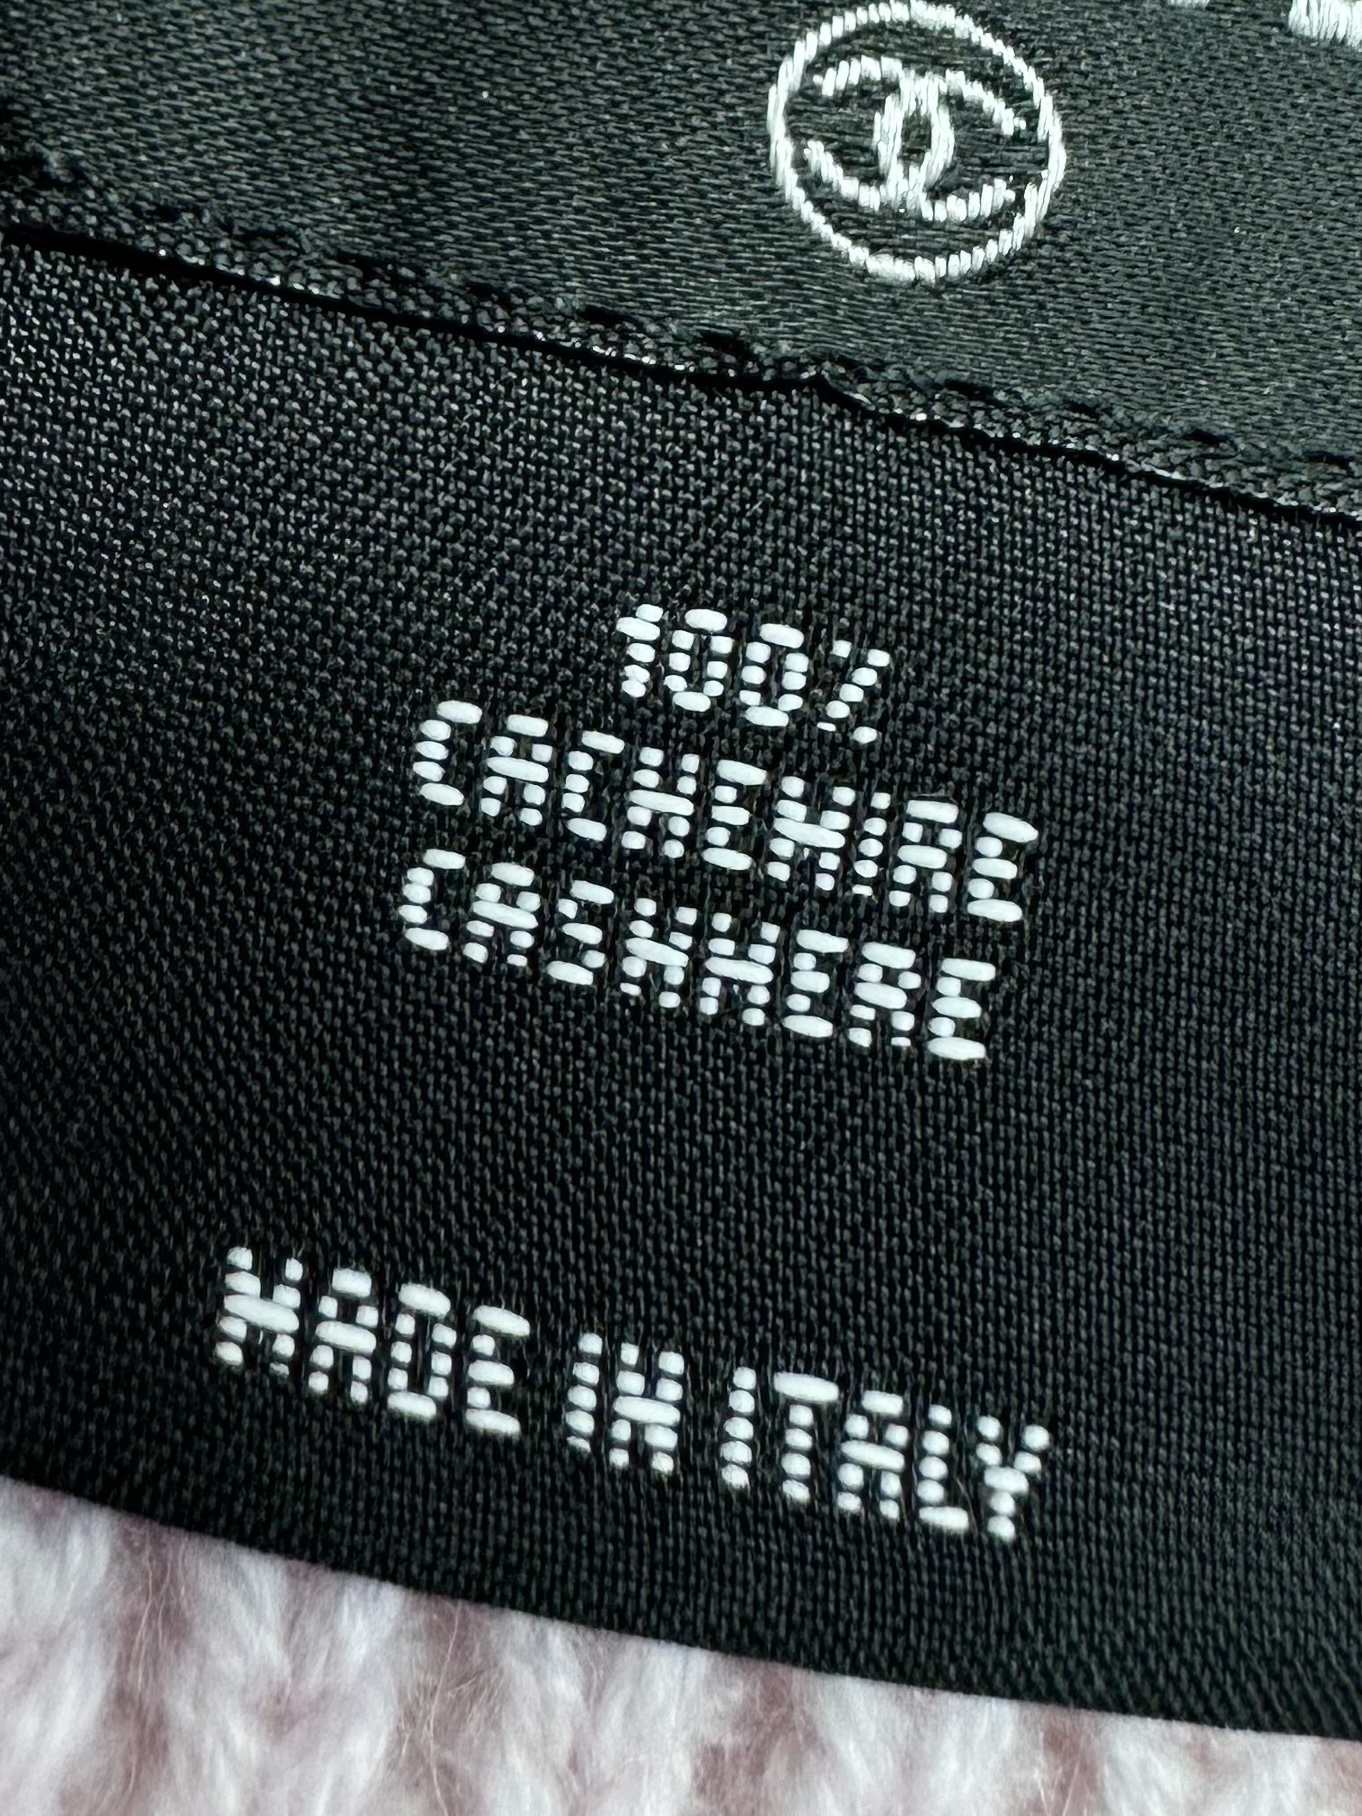 100%
CACHEMIRE
CASHMERE
MADE IN ITALY